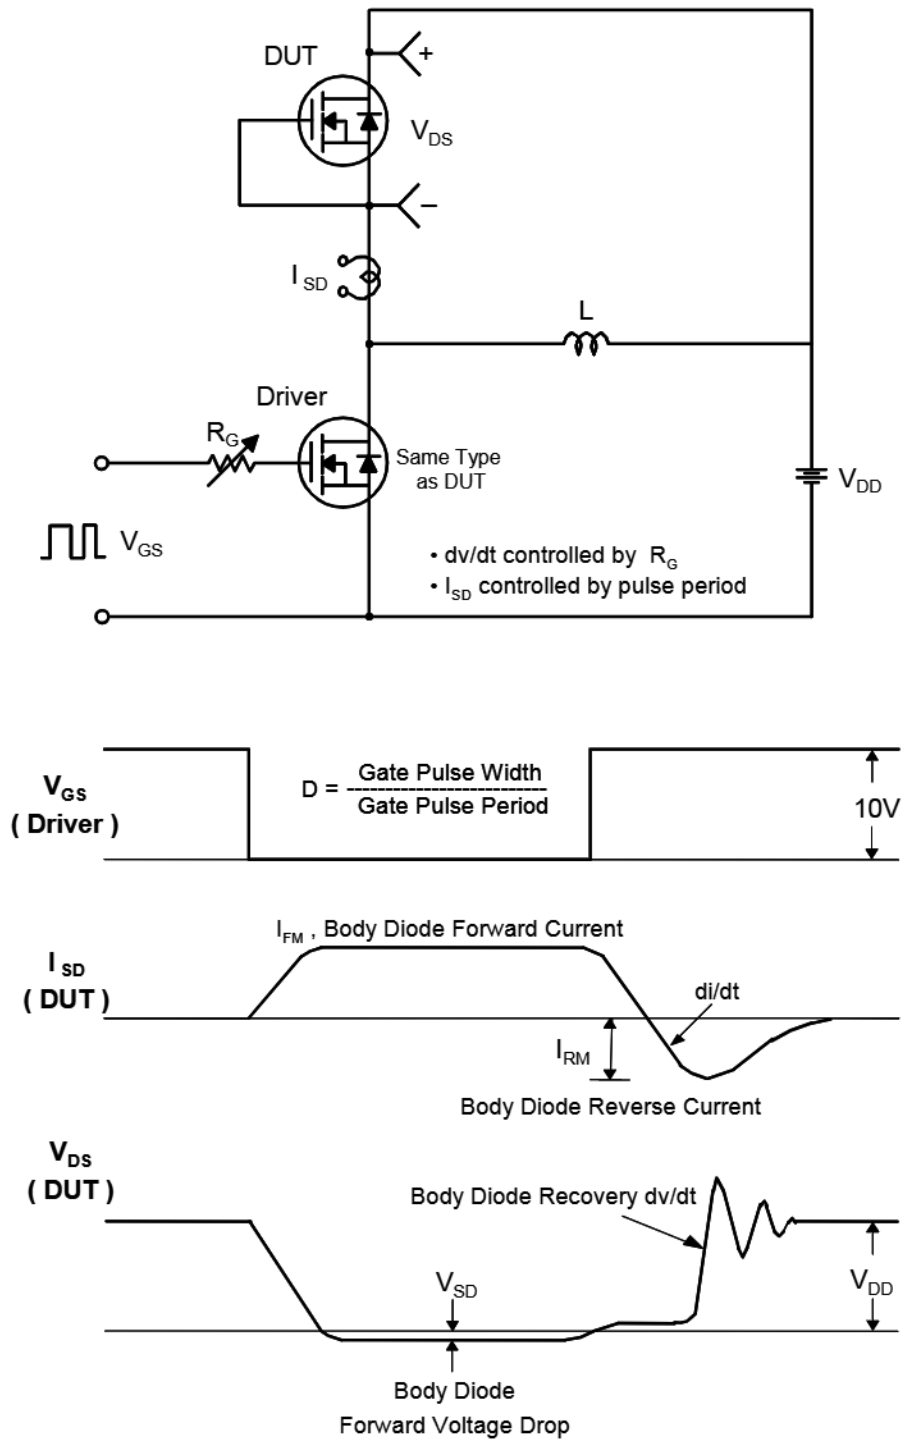 DUT
+
V_DS
−
I_SD
L
Driver
R_G
Same Type
as DUT
V_DD
V_GS
• dv/dt controlled by R_G
• I_SD controlled by pulse period
V_GS
( Driver )
D = Gate Pulse Width
--------------------------
Gate Pulse Period
10V
I_FM , Body Diode Forward Current
I_SD
( DUT )
di/dt
I_RM
Body Diode Reverse Current
V_DS
( DUT )
Body Diode Recovery dv/dt
V_SD
V_DD
Body Diode
Forward Voltage Drop